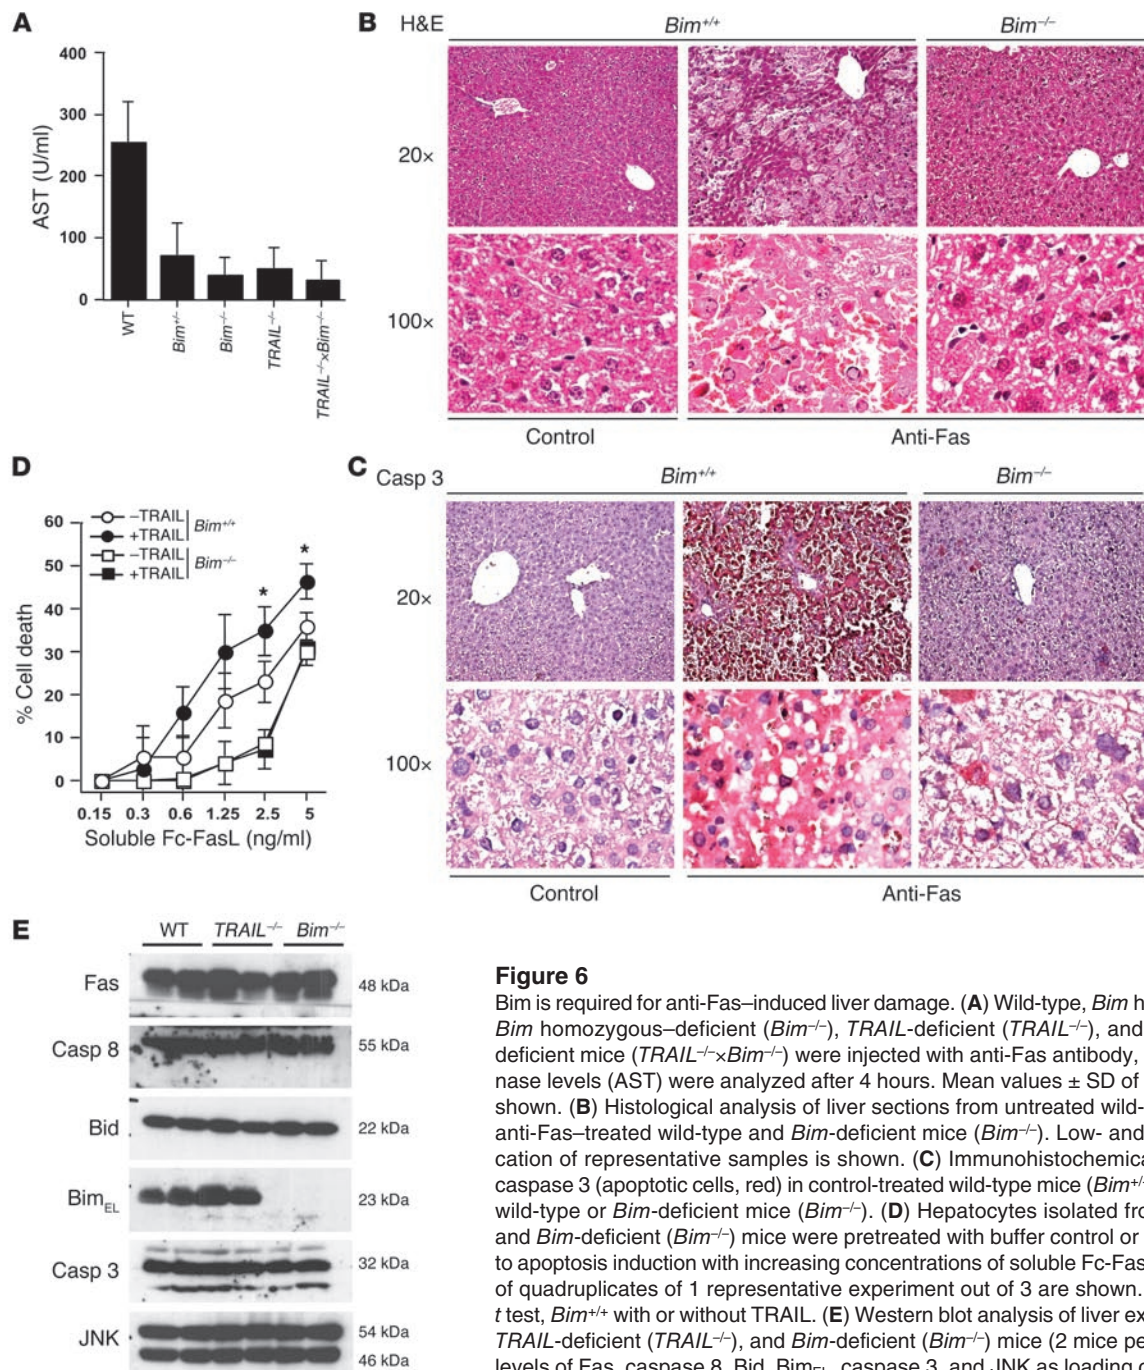 A
AST (U/ml)
400
300
200
100
0
WT
Bim+/–
Bim–/–
TRAIL–/–
TRAIL–/–×Bim–/–
B
H&E
Bim+/+
Bim–/–
20×
100×
Control
Anti-Fas
D
–TRAIL
+TRAIL
Bim+/+
–TRAIL
+TRAIL
Bim–/–
% Cell death
60
50
40
30
20
10
0
*
*
0.15 0.3 0.6 1.25 2.5 5
Soluble Fc-FasL (ng/ml)
C
Casp 3
Bim+/+
Bim–/–
20×
100×
Control
Anti-Fas
E
WT TRAIL–/– Bim–/–
Fas 48 kDa
Casp 8 55 kDa
Bid 22 kDa
BimEL 23 kDa
Casp 3 32 kDa
JNK 54 kDa
46 kDa
Figure 6
Bim is required for anti-Fas–induced liver damage. (A) Wild-type, Bim h
Bim homozygous–deficient (Bim–/–), TRAIL-deficient (TRAIL–/–), and
deficient mice (TRAIL–/–×Bim–/–) were injected with anti-Fas antibody,
nase levels (AST) were analyzed after 4 hours. Mean values ± SD of
shown. (B) Histological analysis of liver sections from untreated wild-
anti-Fas–treated wild-type and Bim-deficient mice (Bim–/–). Low- and
cation of representative samples is shown. (C) Immunohistochemica
caspase 3 (apoptotic cells, red) in control-treated wild-type mice (Bim+/
wild-type or Bim-deficient mice (Bim–/–). (D) Hepatocytes isolated fro
and Bim-deficient (Bim–/–) mice were pretreated with buffer control or
to apoptosis induction with increasing concentrations of soluble Fc-Fas
of quadruplicates of 1 representative experiment out of 3 are shown.
t test, Bim+/+ with or without TRAIL. (E) Western blot analysis of liver ex
TRAIL-deficient (TRAIL–/–), and Bim-deficient (Bim–/–) mice (2 mice pe
levels of Fas, caspase 8, Bid, BimEL, caspase 3, and JNK as loading c